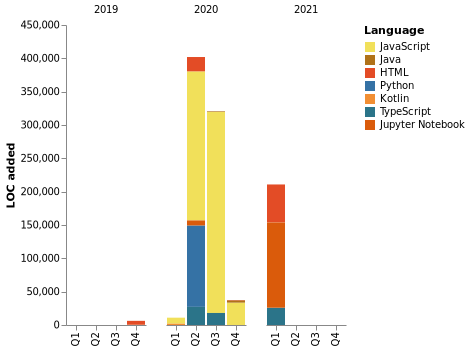 2019 2020 2021
450,000
400,000
350,000
300,000
250,000
200,000
150,000
100,000
50,000
0
LOC added
Q1 Q2 Q3 Q4 Q1 Q2 Q3 Q4 Q1 Q2 Q3 Q4
Language
JavaScript
Java
HTML
Python
Kotlin
TypeScript
Jupyter Notebook